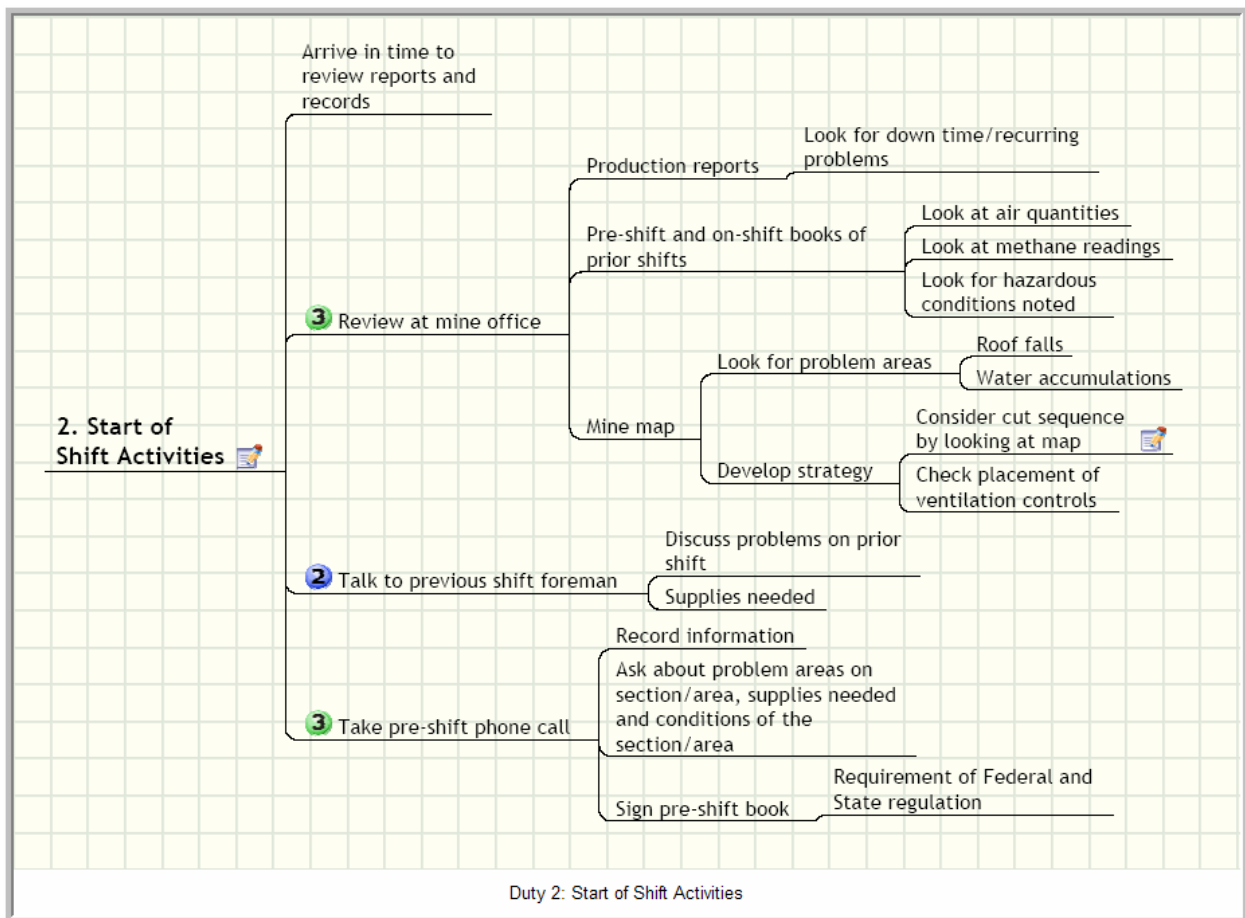 Arrive in time to
review reports and
records
Look for down time/recurring
problems
Production reports
Look at air quantities
Pre-shift and on-shift books of
prior shifts
Look at methane readings
Look for hazardous
conditions noted
3 Review at mine office
Roof falls
Look for problem areas
Water accumulations
Mine map
Consider cut sequence
by looking at map
Develop strategy
Check placement of
ventilation controls
2. Start of
Shift Activities
Discuss problems on prior
shift
2 Talk to previous shift foreman
Supplies needed
Record information
Ask about problem areas on
section/area, supplies needed
and conditions of the
section/area
3 Take pre-shift phone call
Requirement of Federal and
State regulation
Sign pre-shift book
Duty 2: Start of Shift Activities